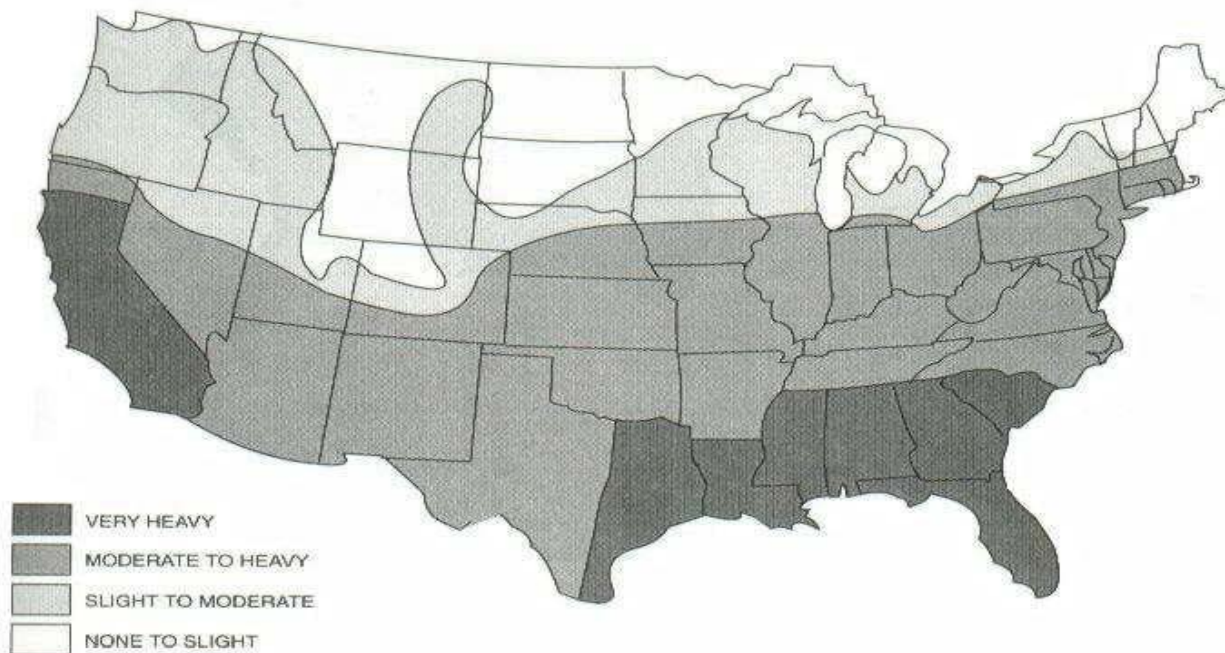 VERY HEAVY
MODERATE TO HEAVY
SLIGHT TO MODERATE
NONE TO SLIGHT